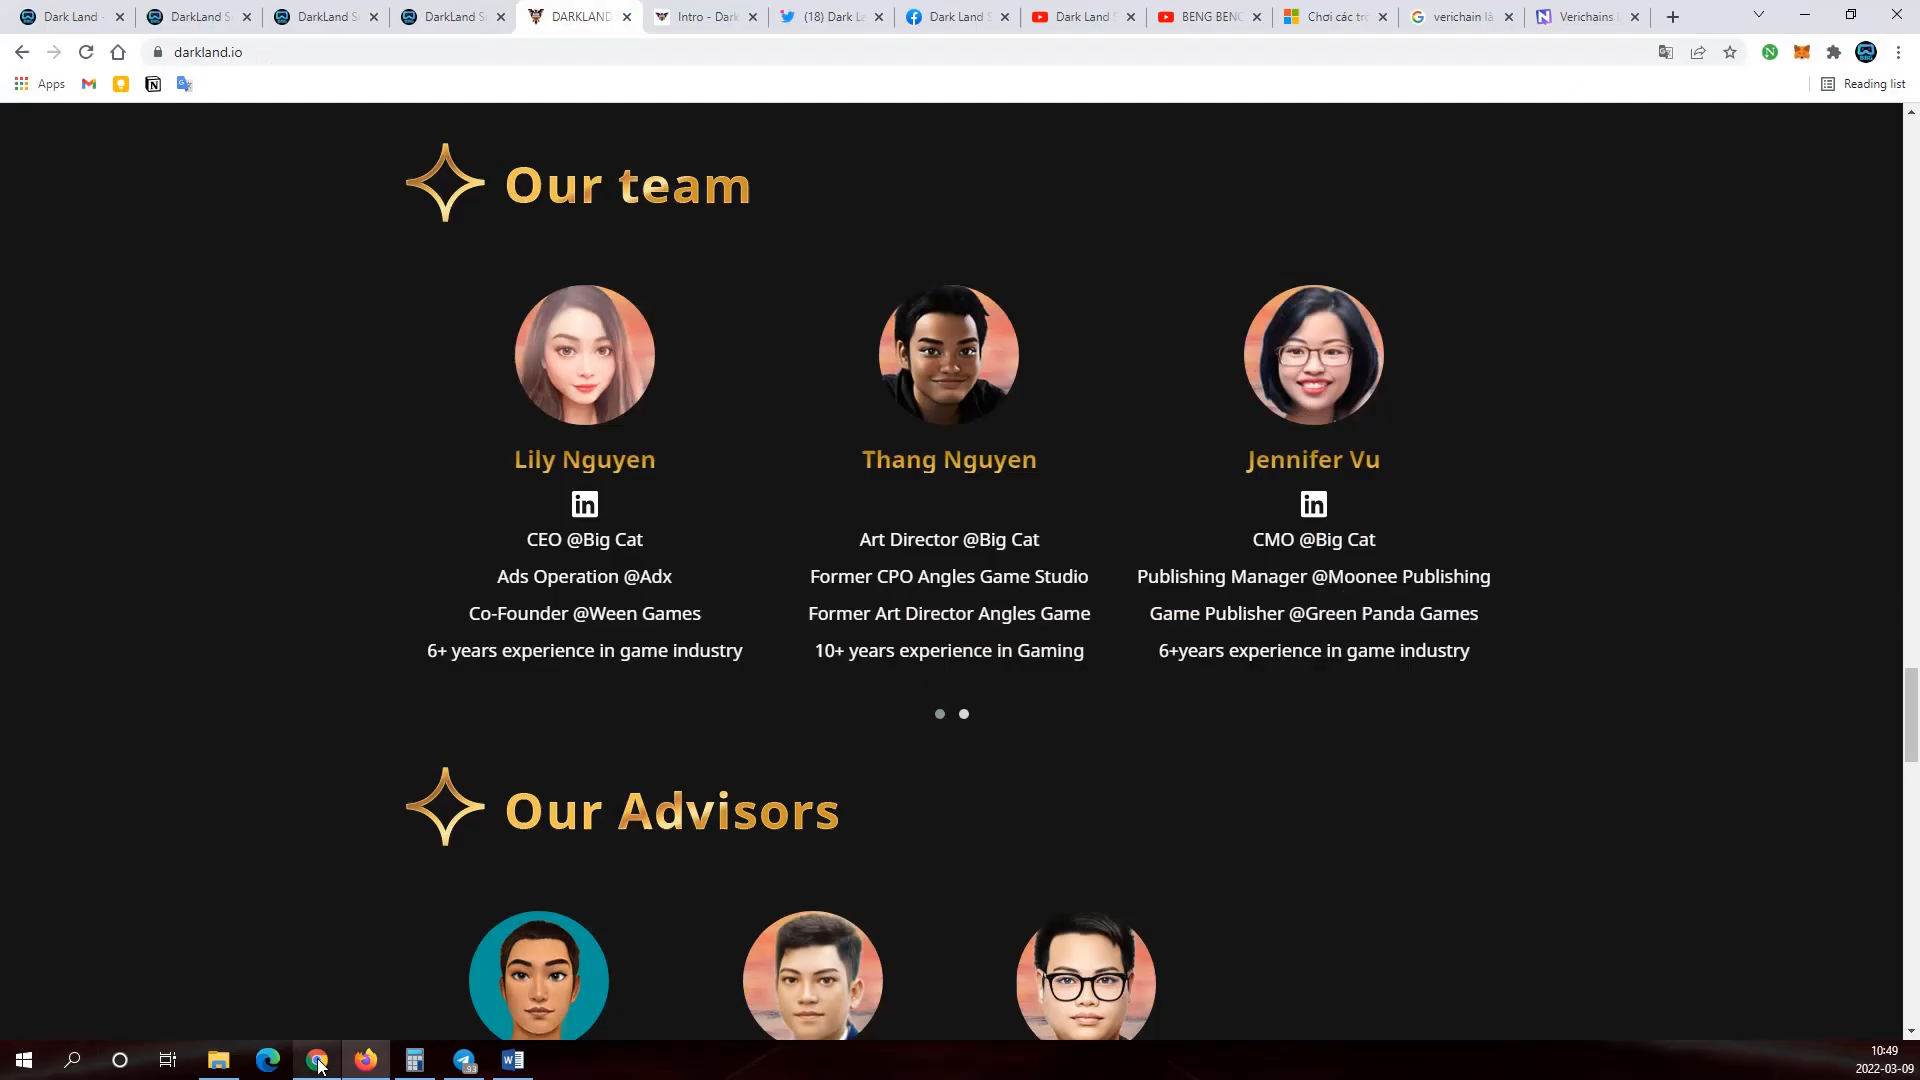 Dark Land -
DarkLand S
DarkLand S
DarkLand S
DARKLAND
Intro - Dark
(18) Dark La
Dark Land S
Dark Land S
BENG BENG
Chơi các trò
verichain là
Verichains l
darkland.io
Apps
Reading list
Our team
Lily Nguyen
Thang Nguyen
Jennifer Vu
in
in
CEO @Big Cat
Art Director @Big Cat
CMO @Big Cat
Ads Operation @Adx
Former CPO Angles Game Studio
Publishing Manager @Moonee Publishing
Co-Founder @Ween Games
Former Art Director Angles Game
Game Publisher @Green Panda Games
6+ years experience in game industry
10+ years experience in Gaming
6+years experience in game industry
Our Advisors
.93
10:49
2022-03-09